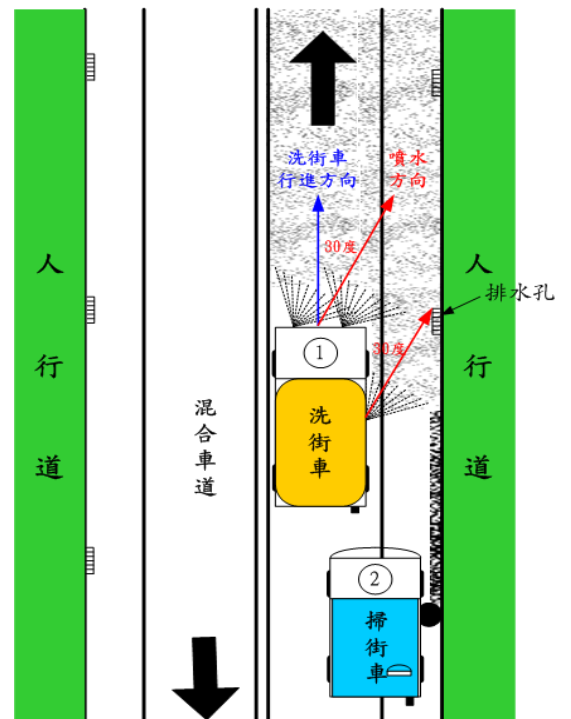 洗街車
行進方向
噴水
方向
30度
人行道
人行道
排水孔
①
30度
混合車道
洗街車
②
掃街車